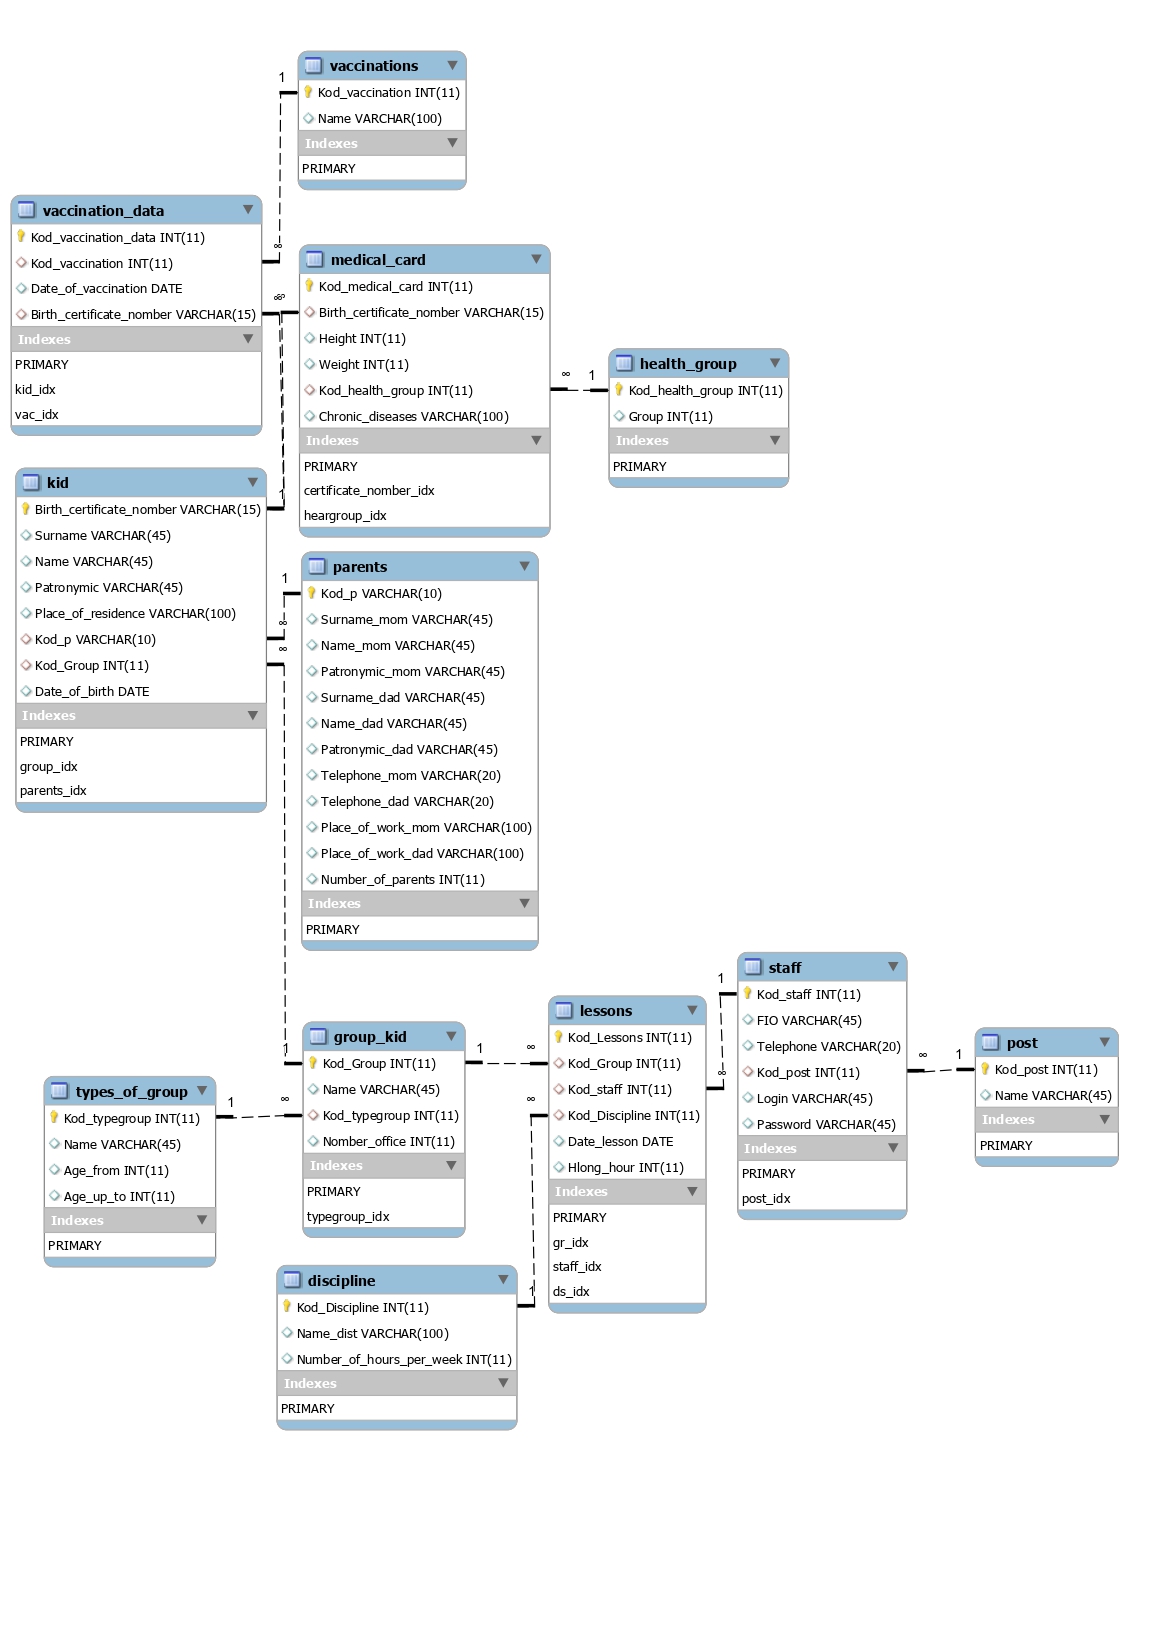 vaccinations
Kod_vaccination INT(11)
Name VARCHAR(100)
Indexes
PRIMARY
1
∞
vaccination_data
Kod_vaccination_data INT(11)
Kod_vaccination INT(11)
Date_of_vaccination DATE
Birth_certificate_nomber VARCHAR(15)
Indexes
PRIMARY
kid_idx
vac_idx
medical_card
Kod_medical_card INT(11)
Birth_certificate_nomber VARCHAR(15)
Height INT(11)
Weight INT(11)
Kod_health_group INT(11)
Chronic_diseases VARCHAR(100)
Indexes
PRIMARY
certificate_nomber_idx
heargroup_idx
∞
1
health_group
Kod_health_group INT(11)
Group INT(11)
Indexes
PRIMARY
∞
∞
1
kid
Birth_certificate_nomber VARCHAR(15)
Surname VARCHAR(45)
Name VARCHAR(45)
Patronymic VARCHAR(45)
Place_of_residence VARCHAR(100)
Kod_p VARCHAR(10)
Kod_Group INT(11)
Date_of_birth DATE
Indexes
PRIMARY
group_idx
parents_idx
1
∞
∞
1
parents
Kod_p VARCHAR(10)
Surname_mom VARCHAR(45)
Name_mom VARCHAR(45)
Patronymic_mom VARCHAR(45)
Surname_dad VARCHAR(45)
Name_dad VARCHAR(45)
Patronymic_dad VARCHAR(45)
Telephone_mom VARCHAR(20)
Telephone_dad VARCHAR(20)
Place_of_work_mom VARCHAR(100)
Place_of_work_dad VARCHAR(100)
Number_of_parents INT(11)
Indexes
PRIMARY
types_of_group
Kod_typegroup INT(11)
Name VARCHAR(45)
Age_from INT(11)
Age_up_to INT(11)
Indexes
PRIMARY
1
∞
group_kid
Kod_Group INT(11)
Name VARCHAR(45)
Kod_typegroup INT(11)
Nomber_office INT(11)
Indexes
PRIMARY
typegroup_idx
1
∞
lessons
Kod_Lessons INT(11)
Kod_Group INT(11)
Kod_staff INT(11)
Kod_Discipline INT(11)
Date_lesson DATE
Hlong_hour INT(11)
Indexes
PRIMARY
gr_idx
staff_idx
ds_idx
1
∞
staff
Kod_staff INT(11)
FIO VARCHAR(45)
Telephone VARCHAR(20)
Kod_post INT(11)
Login VARCHAR(45)
Password VARCHAR(45)
Indexes
PRIMARY
post_idx
∞
1
post
Kod_post INT(11)
Name VARCHAR(45)
Indexes
PRIMARY
∞
1
discipline
Kod_Discipline INT(11)
Name_dist VARCHAR(100)
Number_of_hours_per_week INT(11)
Indexes
PRIMARY